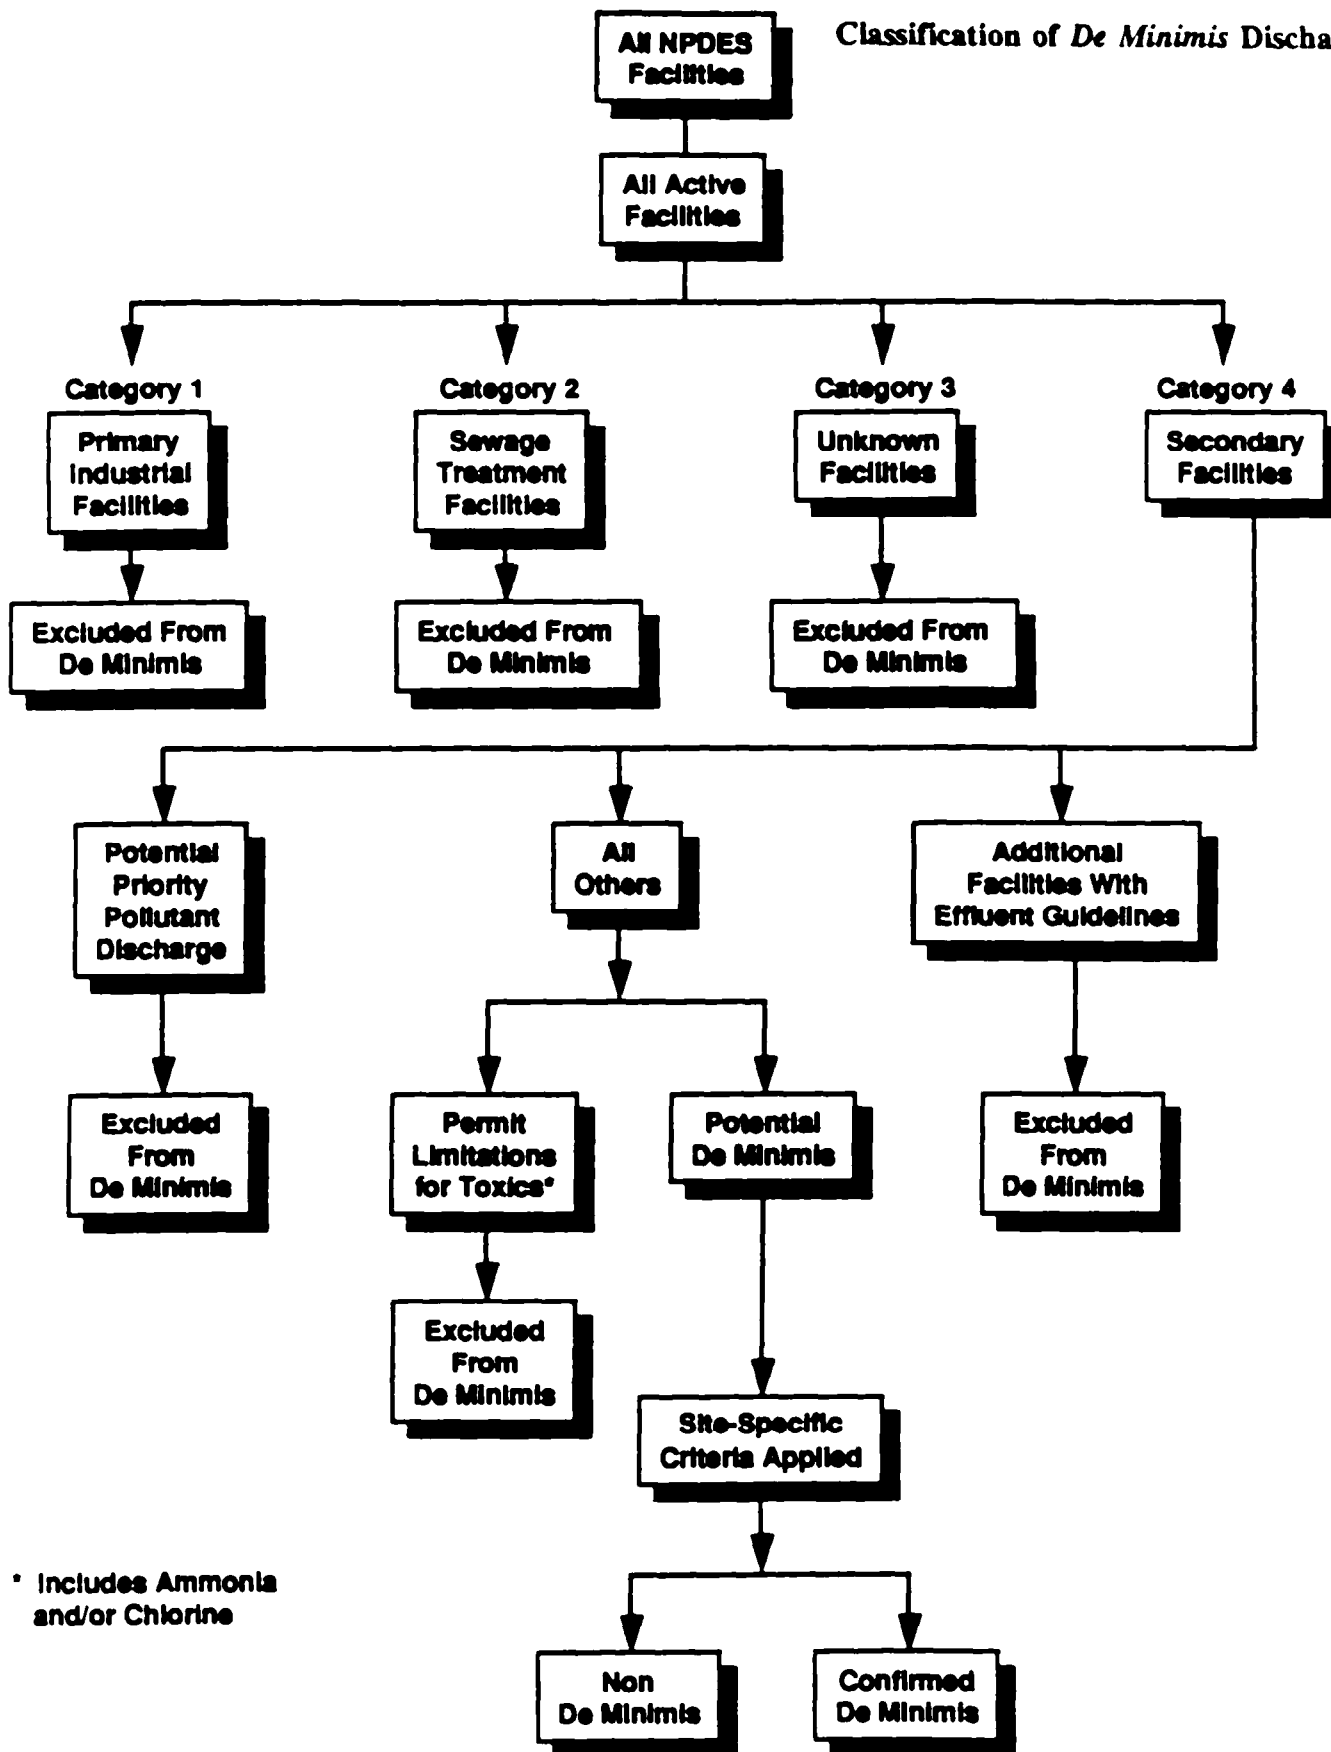 Classification of De Minimis Discha
All NPDES
Facilities
All Active
Facilities
Category 1
Primary
Industrial
Facilities
Category 2
Sewage
Treatment
Facilities
Category 3
Unknown
Facilities
Category 4
Secondary
Facilities
Excluded From
De Minimis
Excluded From
De Minimis
Excluded From
De Minimis
Potential
Priority
Pollutant
Discharge
All
Others
Additional
Facilities With
Effluent Guidelines
Excluded
From
De Minimis
Permit
Limitations
for Toxics*
Potential
De Minimis
Excluded
From
De Minimis
Excluded
From
De Minimis
Site-Specific
Criteria Applied
* Includes Ammonia
and/or Chlorine
Non
De Minimis
Confirmed
De Minimis